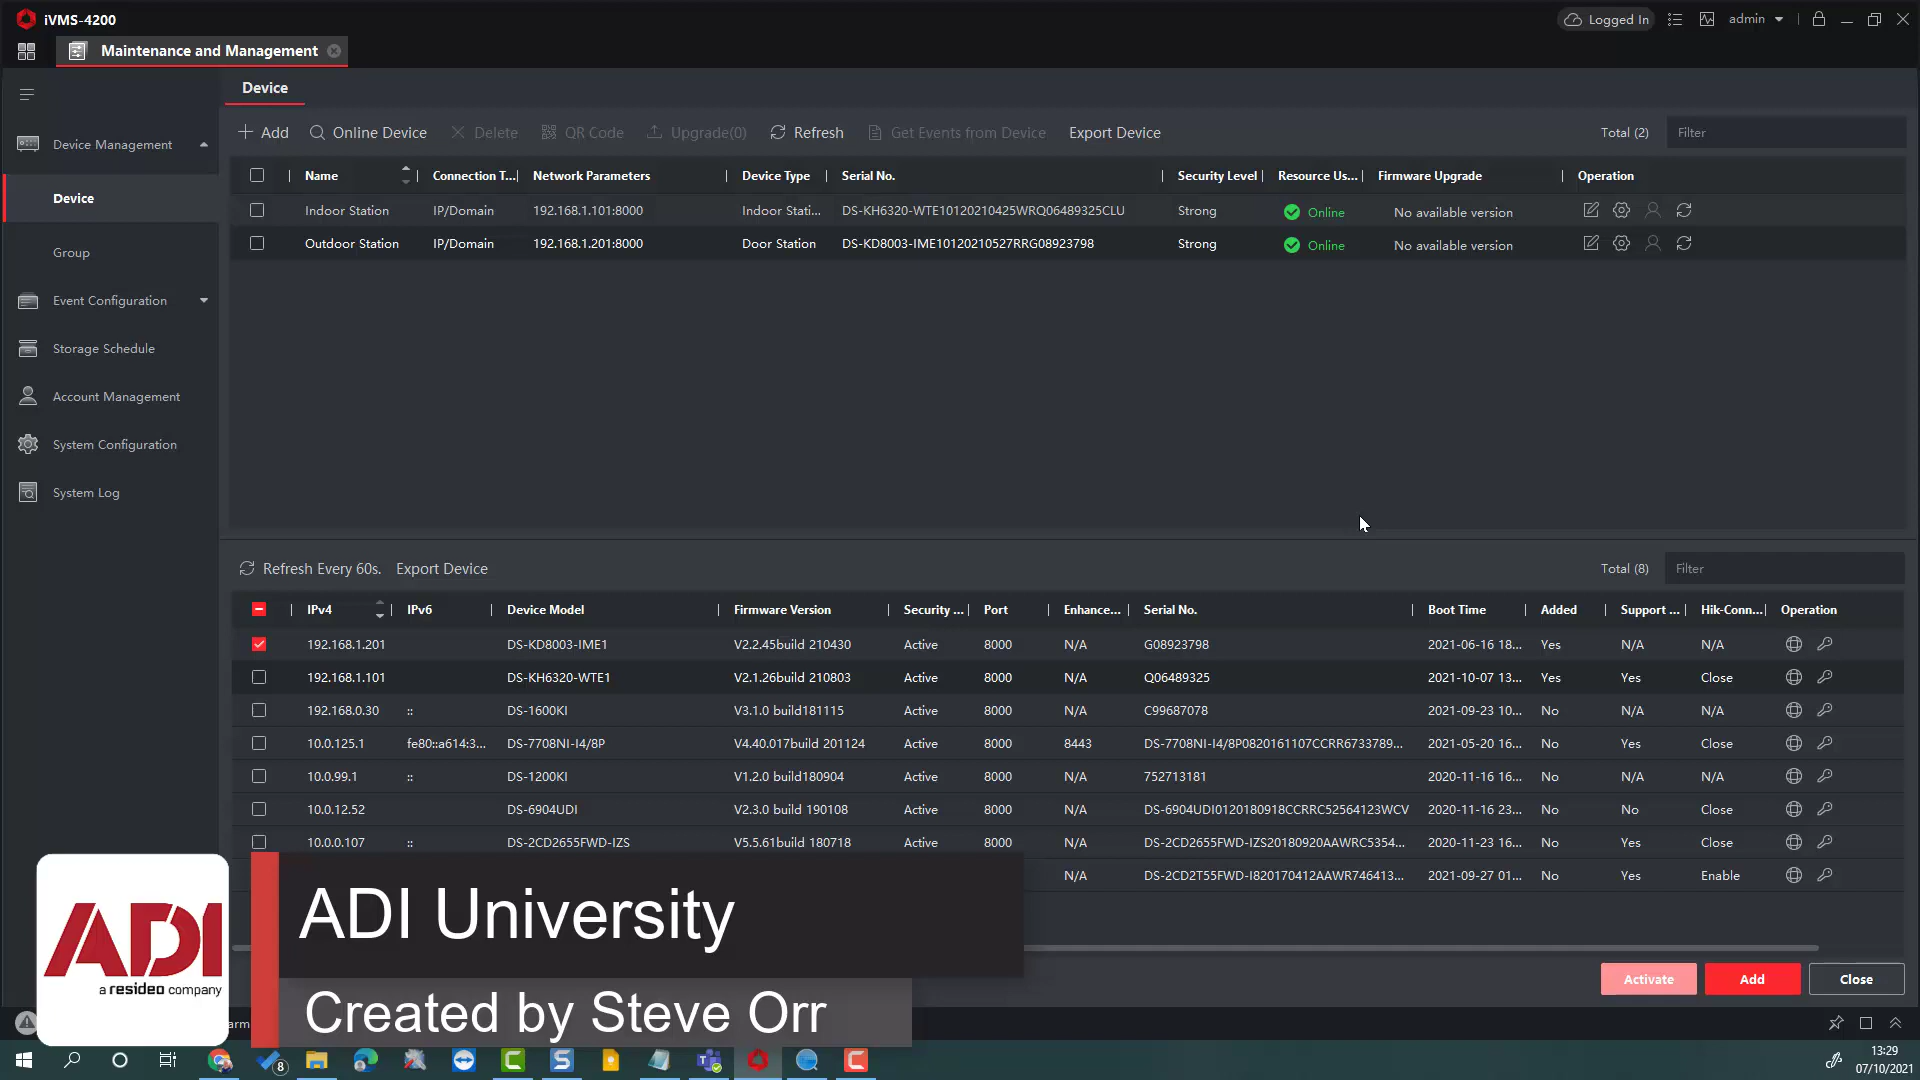 iVMS-4200
Logged In
admin
Maintenance and Management
Device
Add
Online Device
Delete
QR Code
Upgrade(0)
Refresh
Get Events from Device
Export Device
Total (2)
Filter
Device Management
Device
Group
Event Configuration
Storage Schedule
Account Management
System Configuration
System Log
Name | Connection T...| Network Parameters | Device Type | Serial No. | Security Level | Resource Us... | Firmware Upgrade | Operation
Indoor Station IP/Domain 192.168.1.101:8000 Indoor Stati... DS-KH6320-WTE10120210425WRQ06489325CLU Strong Online No available version
Outdoor Station IP/Domain 192.168.1.201:8000 Door Station DS-KD8003-IME10120210527RRG08923798 Strong Online No available version
Refresh Every 60s.
Export Device
Total (8)
Filter
IPv4 | IPv6 | Device Model | Firmware Version | Security ... | Port | Enhance... | Serial No. | Boot Time | Added | Support ... | Hik-Conn... | Operation
192.168.1.201 DS-KD8003-IME1 V2.2.45build 210430 Active 8000 N/A G08923798 2021-06-16 18... Yes N/A N/A
192.168.1.101 DS-KH6320-WTE1 V2.1.26build 210803 Active 8000 N/A Q06489325 2021-10-07 13... Yes Yes Close
192.168.0.30 :: DS-1600KI V3.1.0 build181115 Active 8000 N/A C99687078 2021-09-23 10... No N/A N/A
10.0.125.1 fe80::a614:3... DS-7708NI-I4/8P V4.40.017build 201124 Active 8000 8443 DS-7708NI-I4/8P0820161107CCRR6733789... 2021-05-20 16... No Yes Close
10.0.99.1 :: DS-1200KI V1.2.0 build180904 Active 8000 N/A 752713181 2020-11-16 16... No N/A N/A
10.0.12.52 DS-6904UDI V2.3.0 build 190108 Active 8000 N/A DS-6904UDI0120180918CCRRC52564123WCV 2020-11-16 23... No No Close
10.0.0.107 :: DS-2CD2655FWD-IZS V5.5.61build 180718 Active 8000 N/A DS-2CD2655FWD-IZS20180920AAWRC5354... 2020-11-23 16... No Yes Close
N/A DS-2CD2T55FWD-I820170412AAWR746413... 2021-09-27 01... No Yes Enable
ADI
a resideo company
ADI University
Created by Steve Orr
Activate
Add
Close
arm
8
13:29
07/10/2021